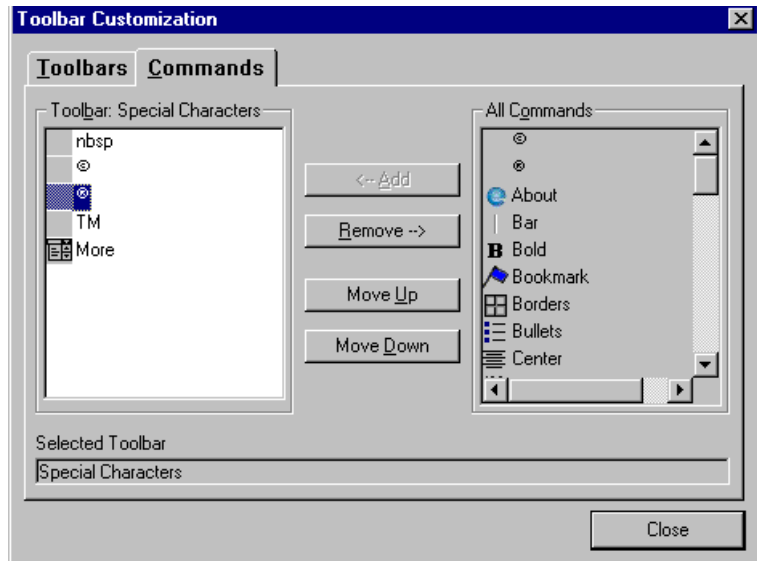 Toolbar Customization
Toolbars Commands
Toolbar: Special Characters
nbsp
©
®
TM
More
<-- Add
Remove -->
Move Up
Move Down
All Commands
©
®
About
Bar
B Bold
Bookmark
Borders
Bullets
Center
Selected Toolbar
Special Characters
Close